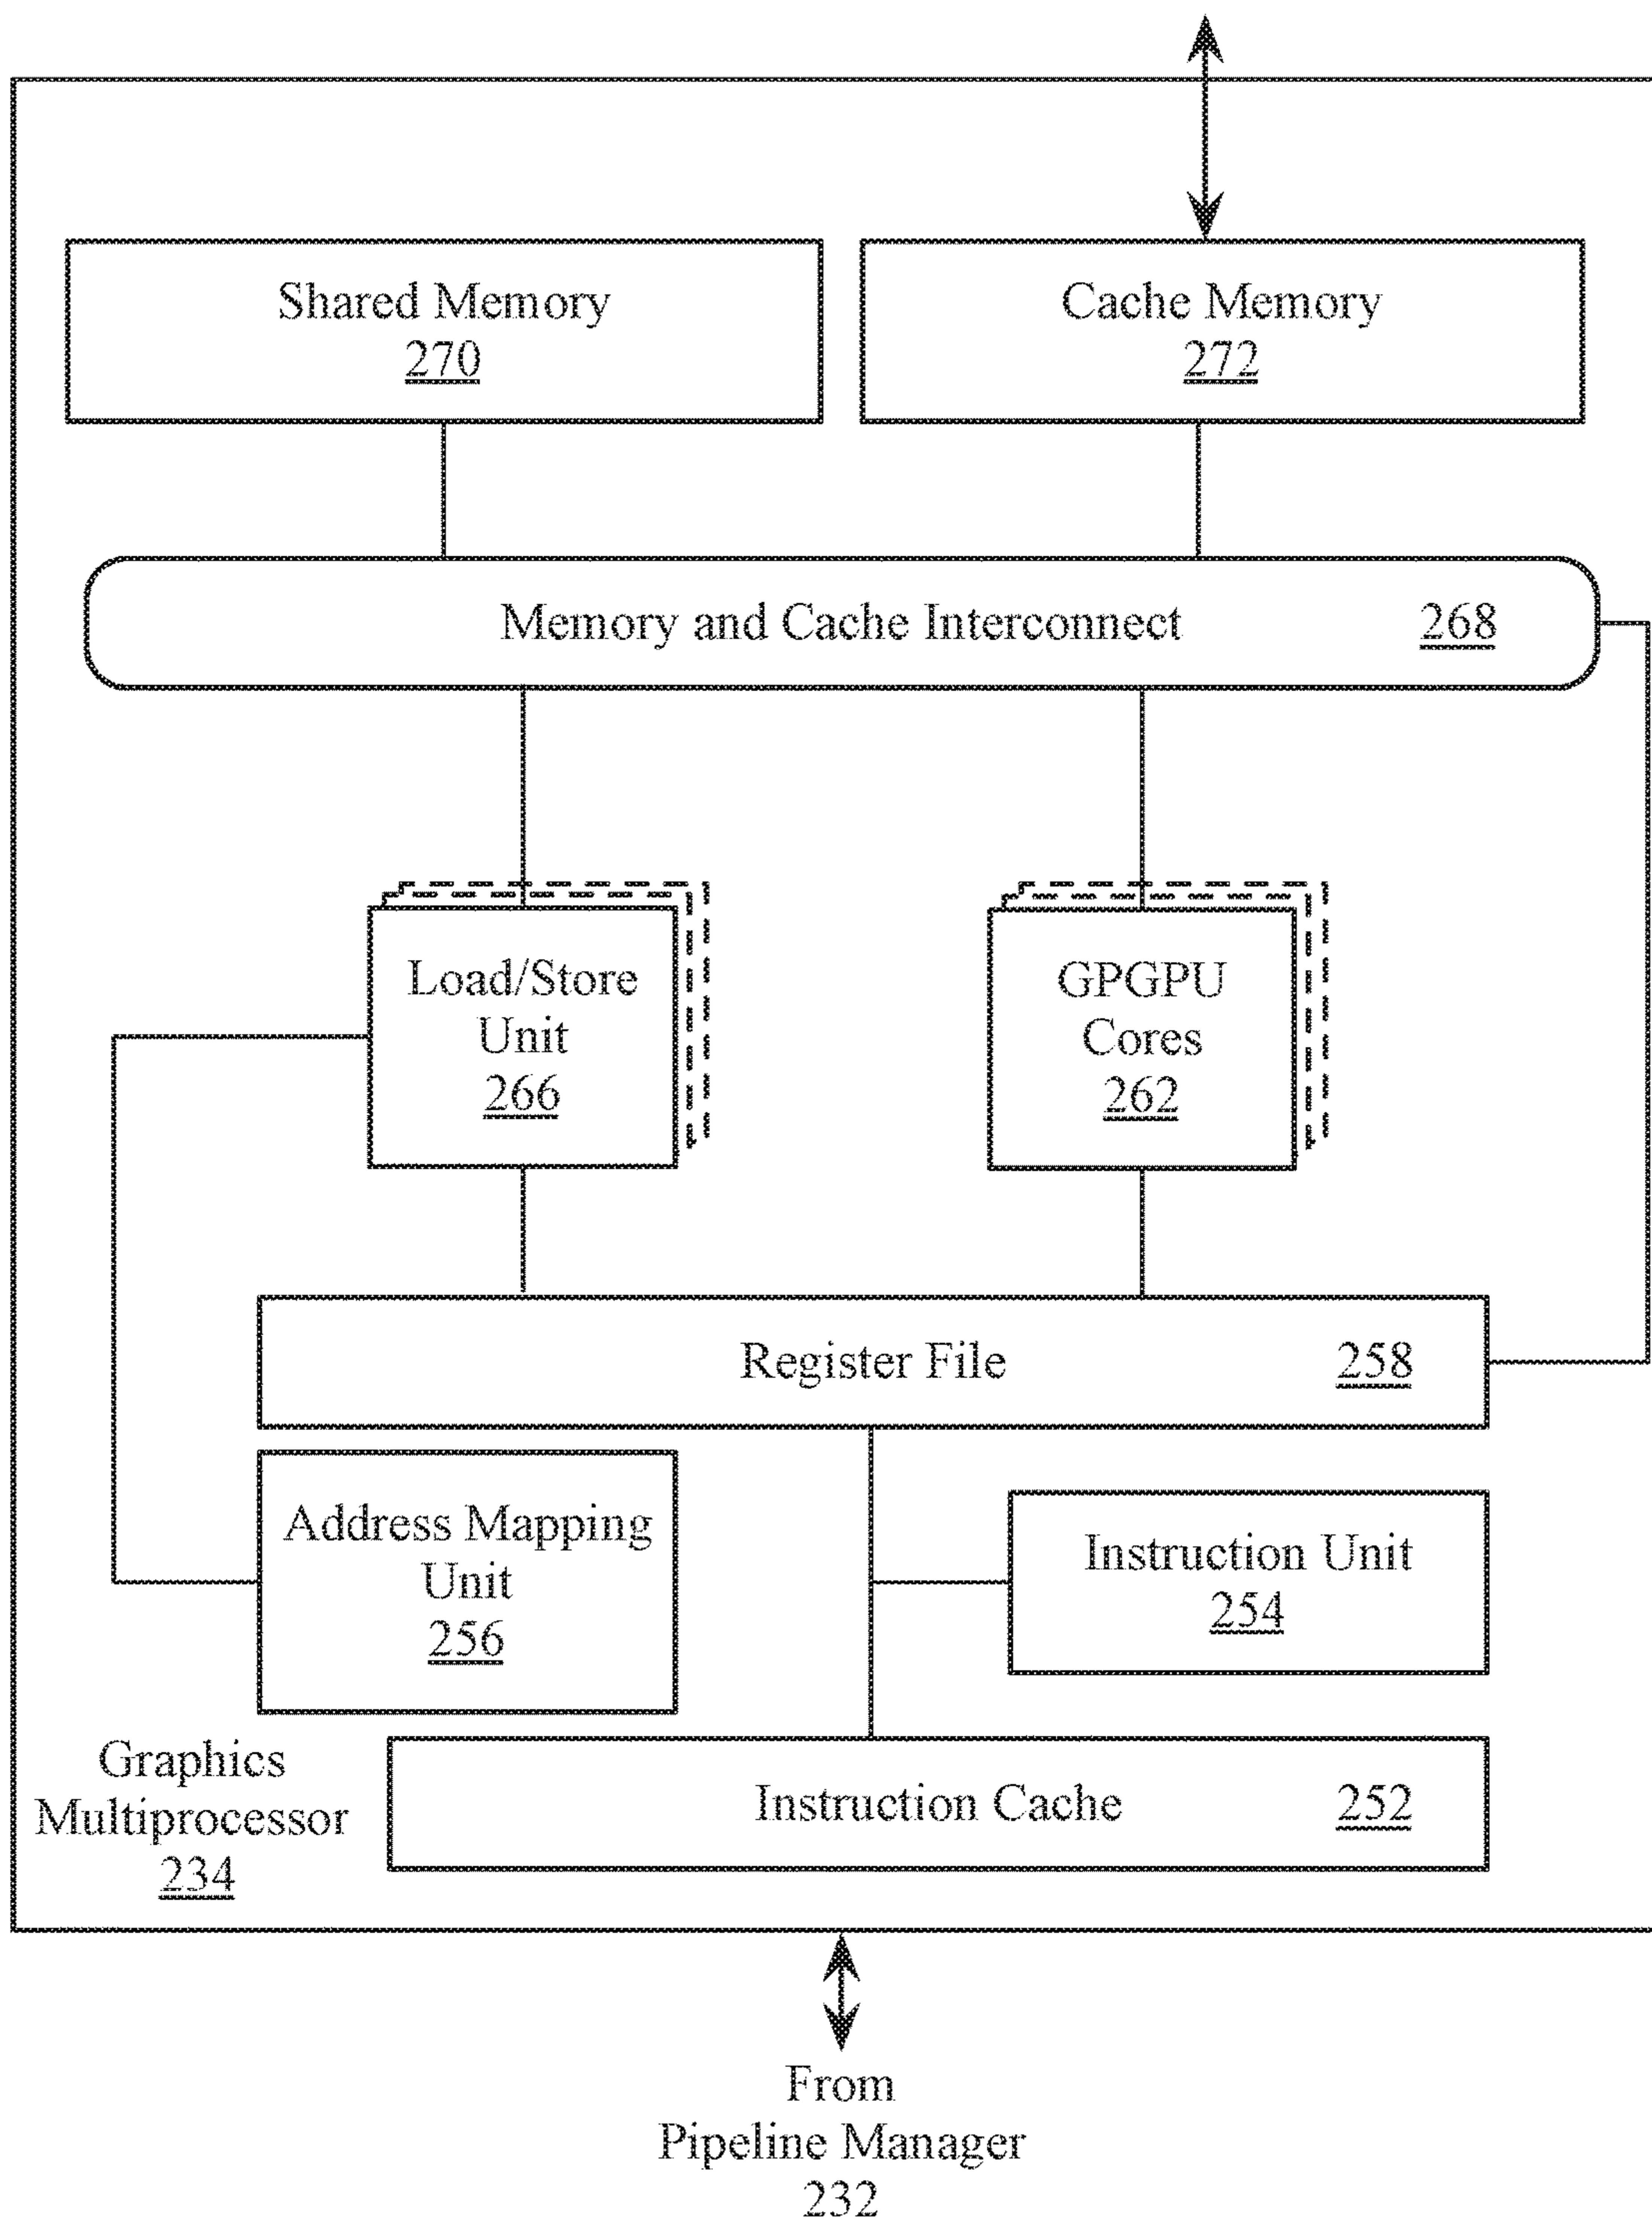 Shared Memory
270
Cache Memory
272
Memory and Cache Interconnect 268
Load/Store
Unit
266
GPGPU
Cores
262
Register File 258
Address Mapping
Unit
256
Instruction Unit
254
Graphics
Multiprocessor
234
Instruction Cache 252
From
Pipeline Manager
232